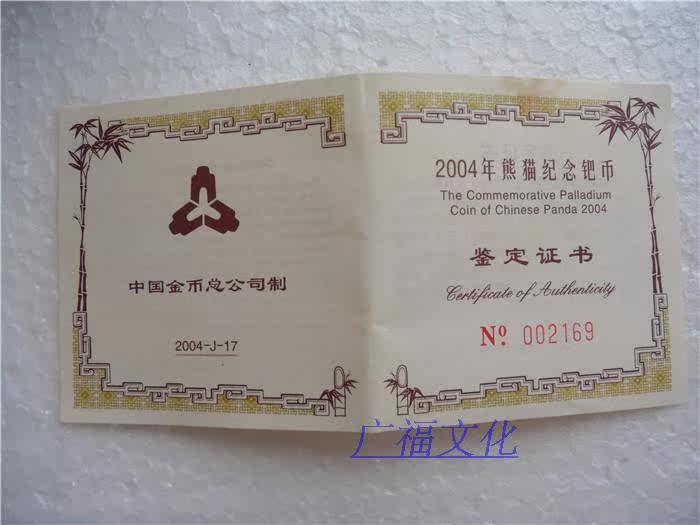 中国金币总公司制
2004-J-17
2004年熊猫纪念钯币
The Commemorative Palladium
Coin of Chinese Panda 2004
鉴定证书
Certificate of Authenticity
Nº 002169
广福文化